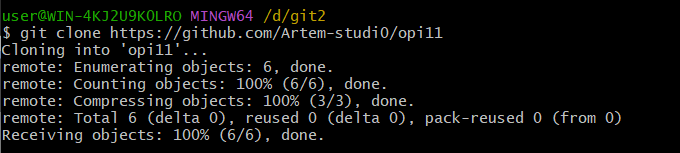 user@WIN-4KJ2U9K0LRO MINGW64 /d/git2
$ git clone https://github.com/Artem-studi0/opi11
Cloning into 'opi11'...
remote: Enumerating objects: 6, done.
remote: Counting objects: 100% (6/6), done.
remote: Compressing objects: 100% (3/3), done.
remote: Total 6 (delta 0), reused 0 (delta 0), pack-reused 0 (from 0)
Receiving objects: 100% (6/6), done.